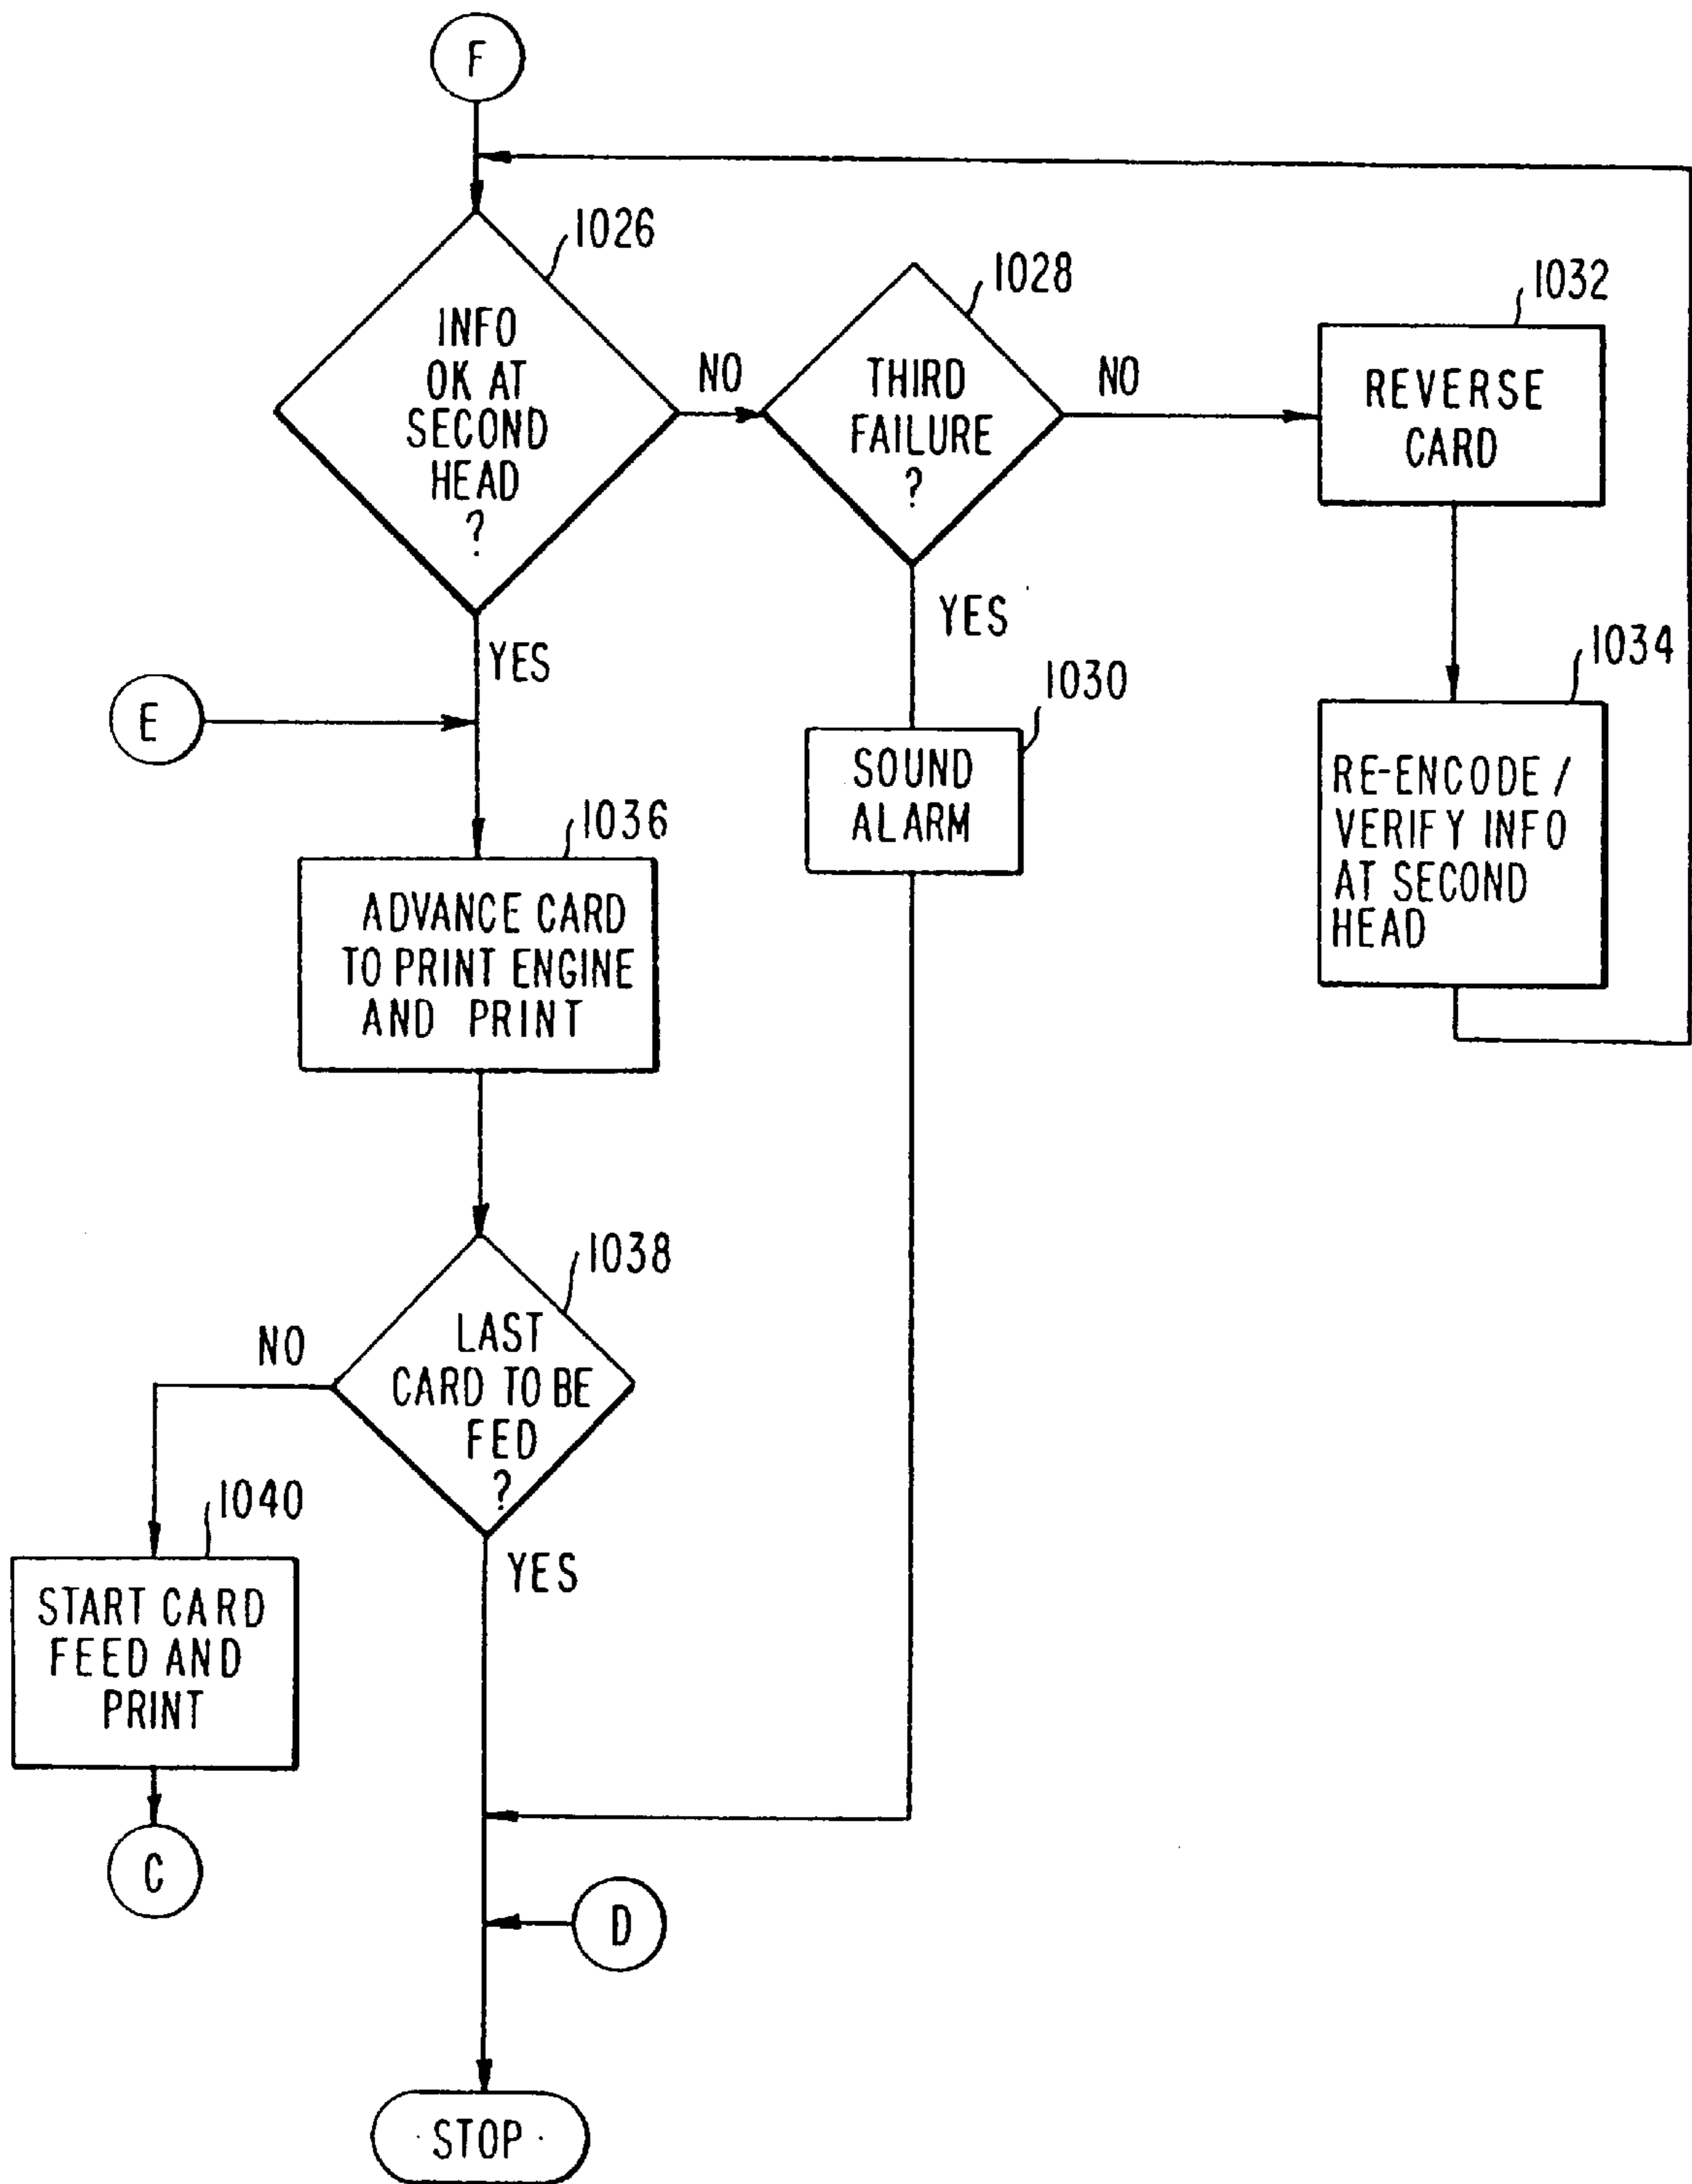 F
1026
INFO
OK AT
SECOND
HEAD
?
NO
YES
1028
THIRD
FAILURE
?
NO
YES
1032
REVERSE
CARD
1034
RE-ENCODE /
VERIFY INFO
AT SECOND
HEAD
1030
SOUND
ALARM
E
1036
ADVANCE CARD
TO PRINT ENGINE
AND PRINT
1038
LAST
CARD TO BE
FED
?
NO
YES
1040
START CARD
FEED AND
PRINT
C
D
STOP